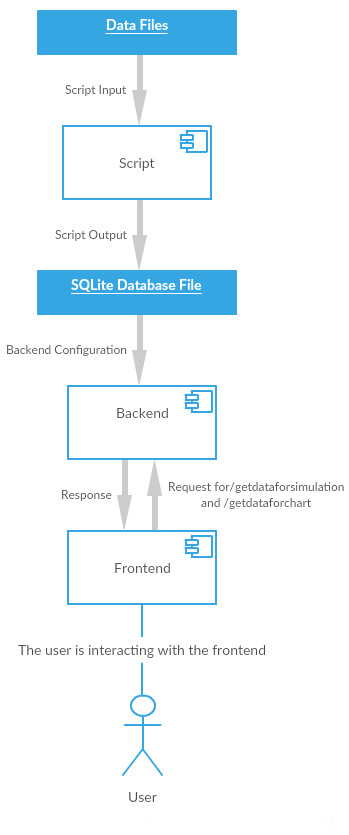 Data Files
Script Input
Script
Script Output
SQLite Database File
Backend Configuration
Backend
Response
Request for/getdataforsimulation
and /getdataforchart
Frontend
The user is interacting with the frontend
User